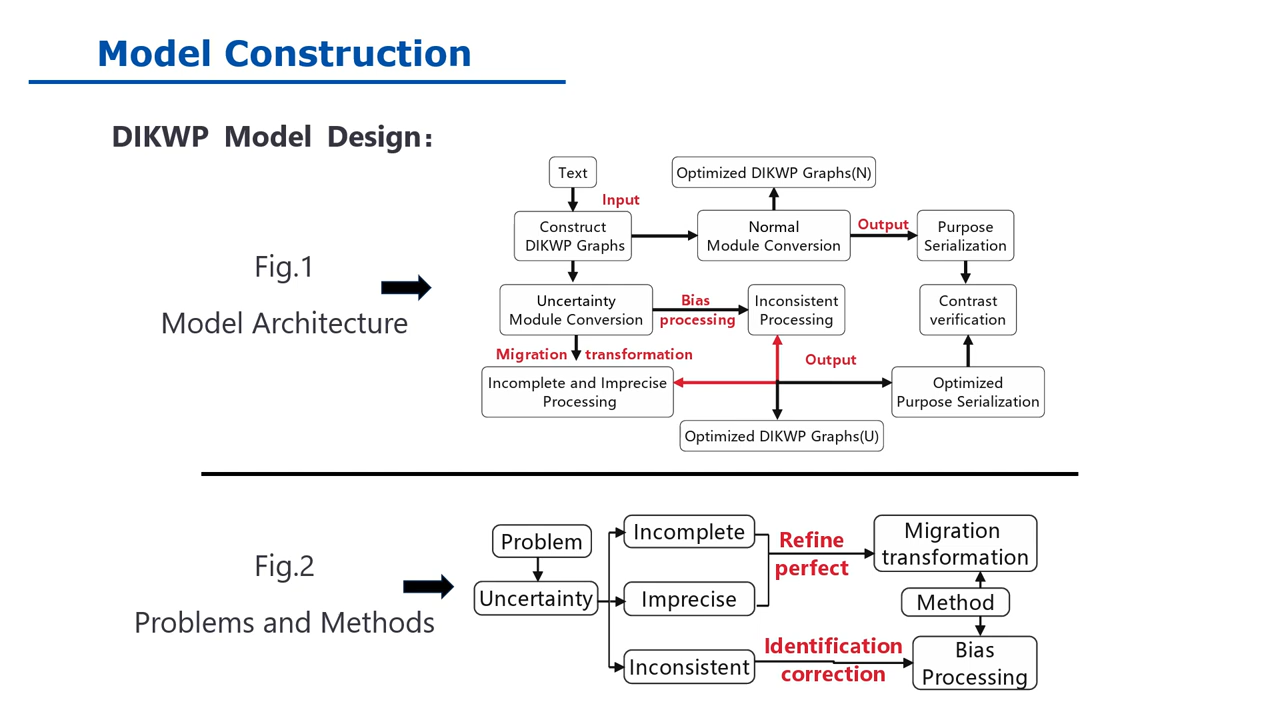 Model Construction
DIKWP Model Design：
Fig.1
Model Architecture
Text
Optimized DIKWP Graphs(N)
Input
Construct
DIKWP Graphs
Normal
Module Conversion
Output
Purpose
Serialization
Uncertainty
Module Conversion
Bias
processing
Inconsistent
Processing
Contrast
verification
Migration transformation
Output
Incomplete and Imprecise
Processing
Optimized
Purpose Serialization
Optimized DIKWP Graphs(U)
Fig.2
Problems and Methods
Problem
Uncertainty
Incomplete
Imprecise
Inconsistent
Refine
perfect
Identification
correction
Migration
transformation
Method
Bias
Processing